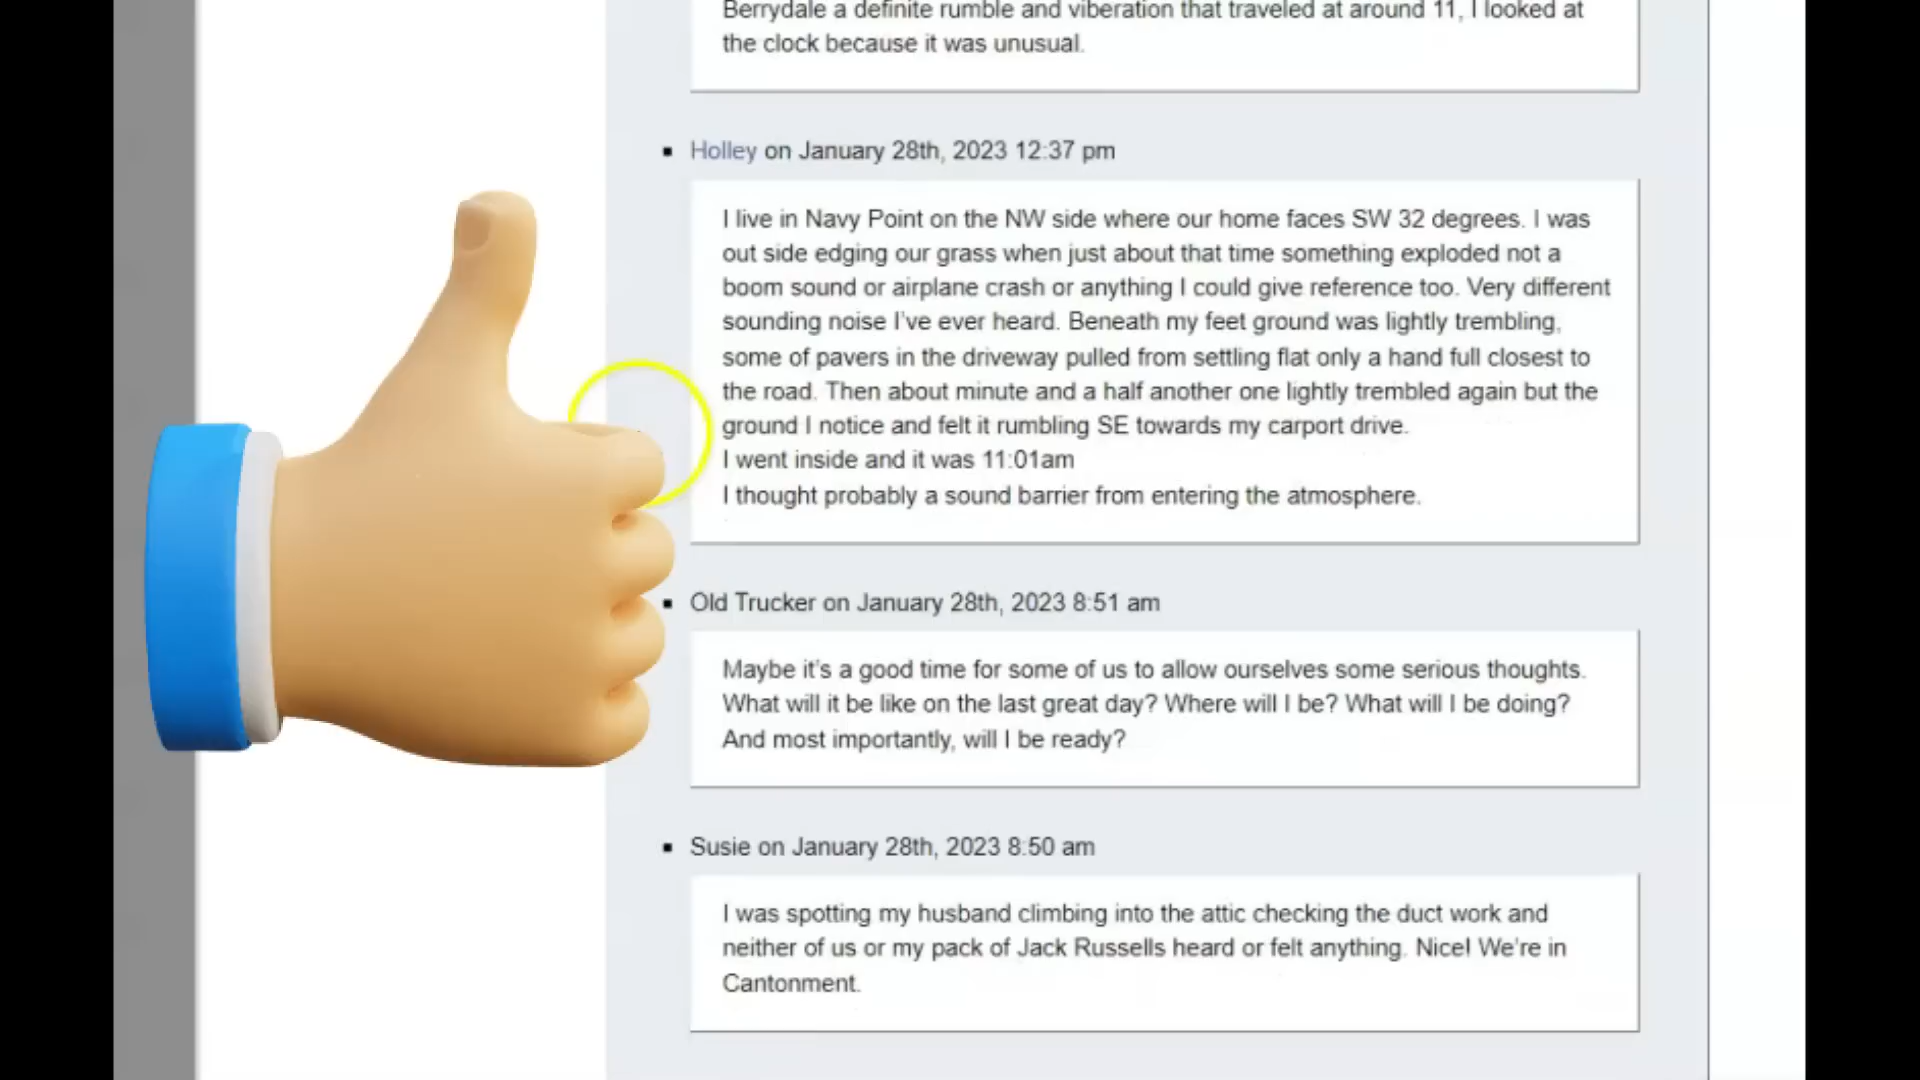 Berrydale a definite rumble and viberation that traveled at around 11, I looked at
the clock because it was unusual.
Holley on January 28th, 2023 12:37 pm
I live in Navy Point on the NW side where our home faces SW 32 degrees. I was
out side edging our grass when just about that time something exploded not a
boom sound or airplane crash or anything I could give reference too. Very different
sounding noise I've ever heard. Beneath my feet ground was lightly trembling,
some of pavers in the driveway pulled from settling flat only a hand full closest to
the road. Then about minute and a half another one lightly trembled again but the
ground I notice and felt it rumbling SE towards my carport drive.
I went inside and it was 11:01am
I thought probably a sound barrier from entering the atmosphere.
Old Trucker on January 28th, 2023 8:51 am
Maybe it's a good time for some of us to allow ourselves some serious thoughts.
What will it be like on the last great day? Where will I be? What will I be doing?
And most importantly, will I be ready?
Susie on January 28th, 2023 8:50 am
I was spotting my husband climbing into the attic checking the duct work and
neither of us or my pack of Jack Russells heard or felt anything. Nice! We're in
Cantonment.